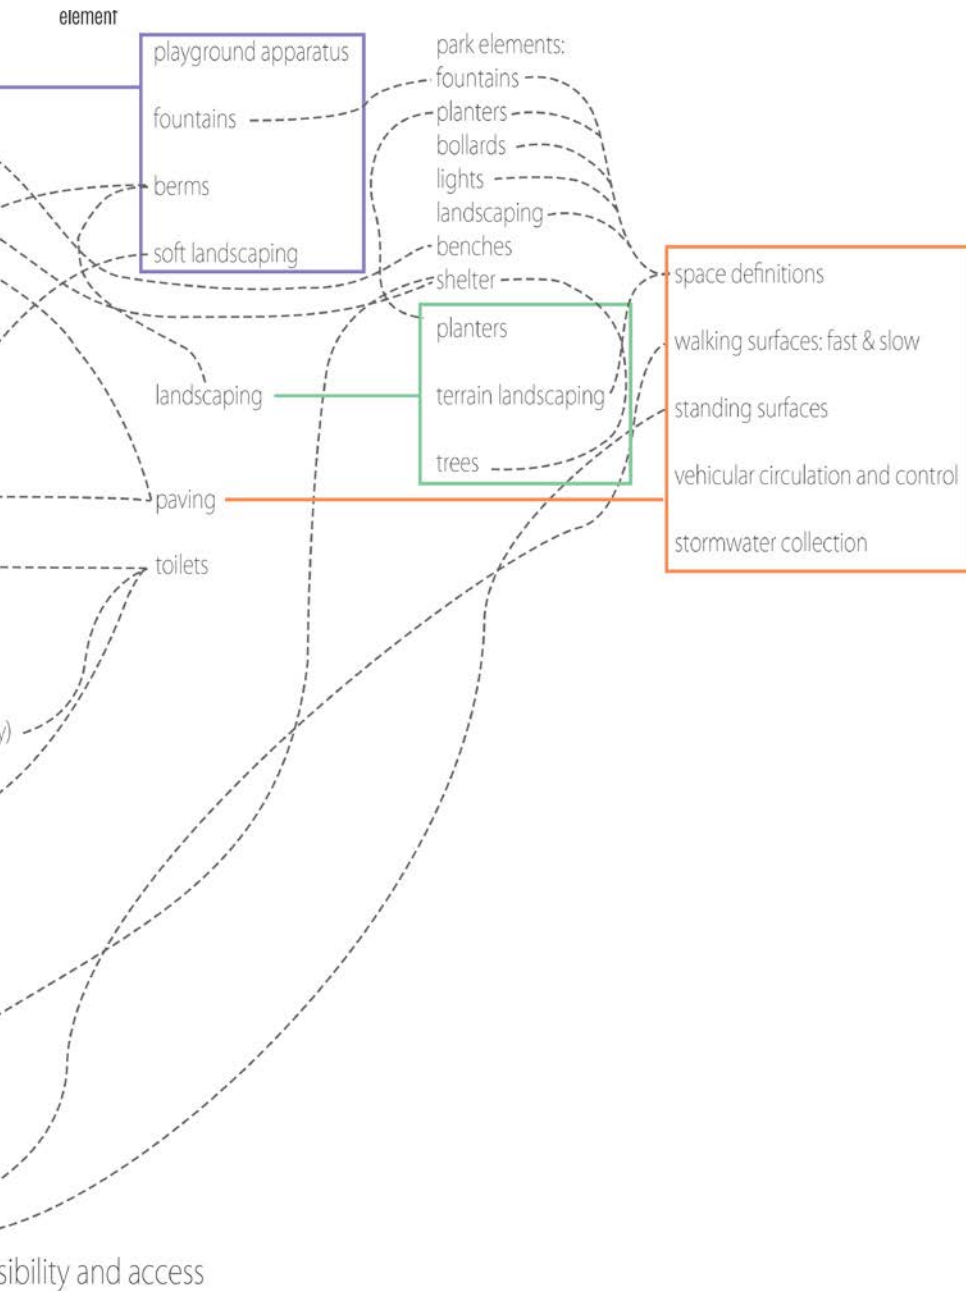 element
playground apparatus
fountains
berms
soft landscaping
landscaping
paving
toilets
y)
park elements:
fountains
planters
bollards
lights
landscaping
benches
shelter
planters
terrain landscaping
trees
space definitions
walking surfaces: fast & slow
standing surfaces
vehicular circulation and control
stormwater collection
sibility and access